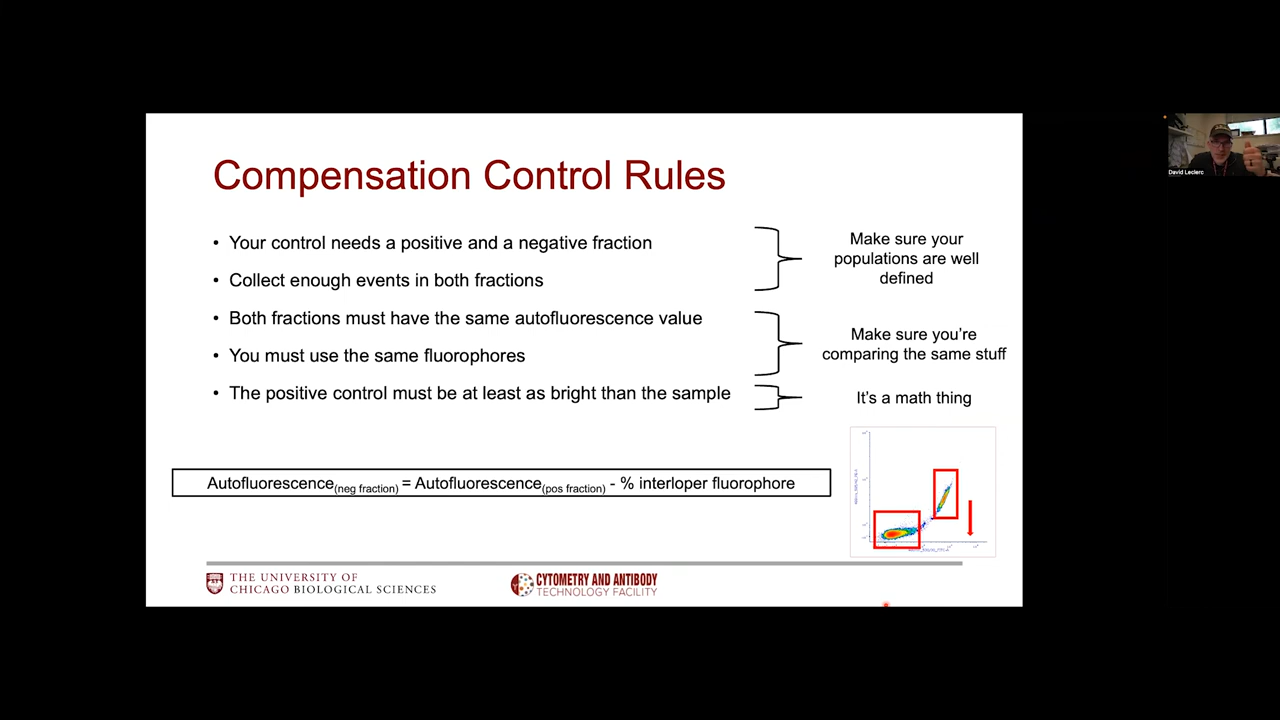 Compensation Control Rules
• Your control needs a positive and a negative fraction
• Collect enough events in both fractions
• Both fractions must have the same autofluorescence value
• You must use the same fluorophores
• The positive control must be at least as bright than the sample
Make sure your
populations are well
defined
Make sure you're
comparing the same stuff
It's a math thing
Autofluorescence(neg fraction) = Autofluorescence(pos fraction) - % interloper fluorophore
THE UNIVERSITY OF
CHICAGO BIOLOGICAL SCIENCES
CYTOMETRY AND ANTIBODY
TECHNOLOGY FACILITY
David Leclerc